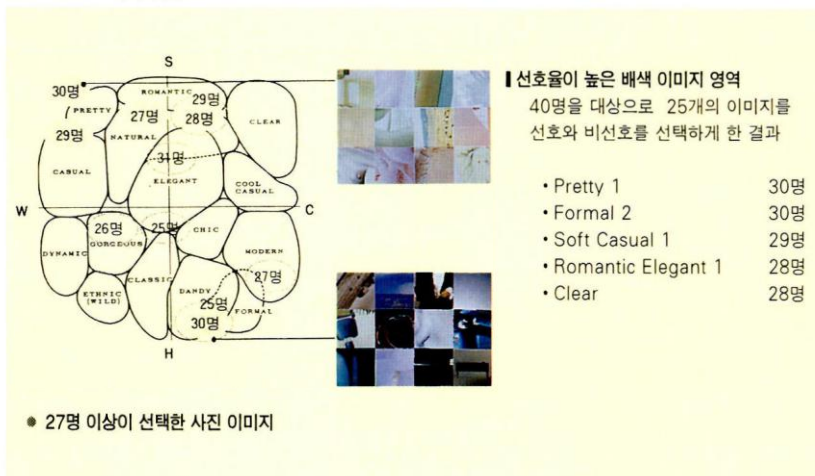 S
30명
ROMANTIC
29명
PRETTY
27명
28명
CLEAR
29명
NATURAL
31명
CASUAL
ELEGANT
COOL
CASUAL
W
C
26명
25명
CHIC
GORGEOUS
DYNAMIC
MODERN
CLASSIC
27명
ETHNIC
(WILD)
DANDY
25명
FORMAL
30명
H
선호율이 높은 배색 이미지 영역
40명을 대상으로 25개의 이미지를
선호와 비선호를 선택하게 한 결과
• Pretty 1 30명
• Formal 2 30명
• Soft Casual 1 29명
• Romantic Elegant 1 28명
• Clear 28명
27명 이상이 선택한 사진 이미지